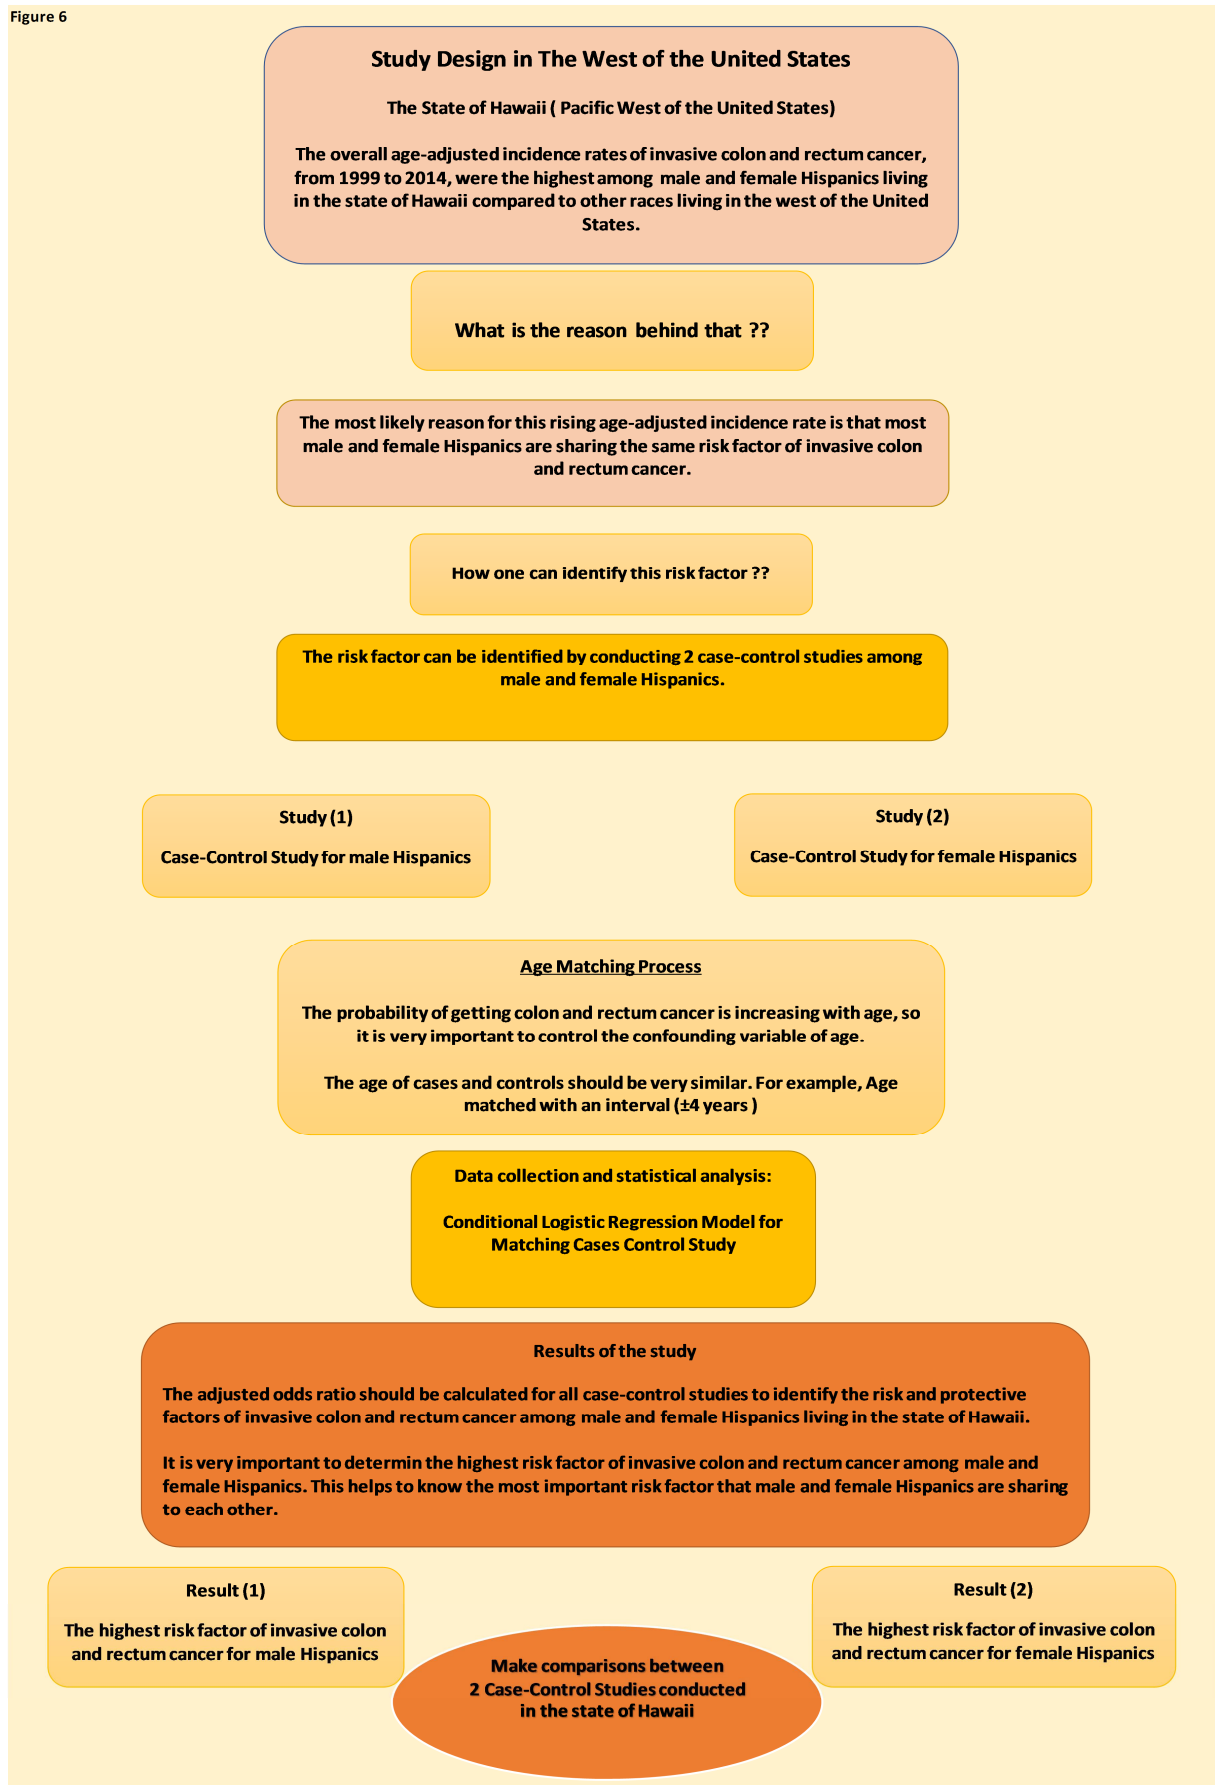 Figure 6
Study Design in The West of the United States
The State of Hawaii ( Pacific West of the United States)
The overall age-adjusted incidence rates of invasive colon and rectum cancer,
from 1999 to 2014, were the highest among male and female Hispanics living
in the state of Hawaii compared to other races living in the west of the United
States.
What is the reason behind that ??
The most likely reason for this rising age-adjusted incidence rate is that most
male and female Hispanics are sharing the same risk factor of invasive colon
and rectum cancer.
How one can identify this risk factor ??
The risk factor can be identified by conducting 2 case-control studies among
male and female Hispanics.
Study (1)
Case-Control Study for male Hispanics
Study (2)
Case-Control Study for female Hispanics
Age Matching Process
The probability of getting colon and rectum cancer is increasing with age, so
it is very important to control the confounding variable of age.
The age of cases and controls should be very similar. For example, Age
matched with an interval (±4 years )
Data collection and statistical analysis:
Conditional Logistic Regression Model for
Matching Cases Control Study
Results of the study
The adjusted odds ratio should be calculated for all case-control studies to identify the risk and protective
factors of invasive colon and rectum cancer among male and female Hispanics living in the state of Hawaii.
It is very important to determin the highest risk factor of invasive colon and rectum cancer among male and
female Hispanics. This helps to know the most important risk factor that male and female Hispanics are sharing
to each other.
Result (1)
The highest risk factor of invasive colon
and rectum cancer for male Hispanics
Result (2)
The highest risk factor of invasive colon
and rectum cancer for female Hispanics
Make comparisons between
2 Case-Control Studies conducted
in the state of Hawaii